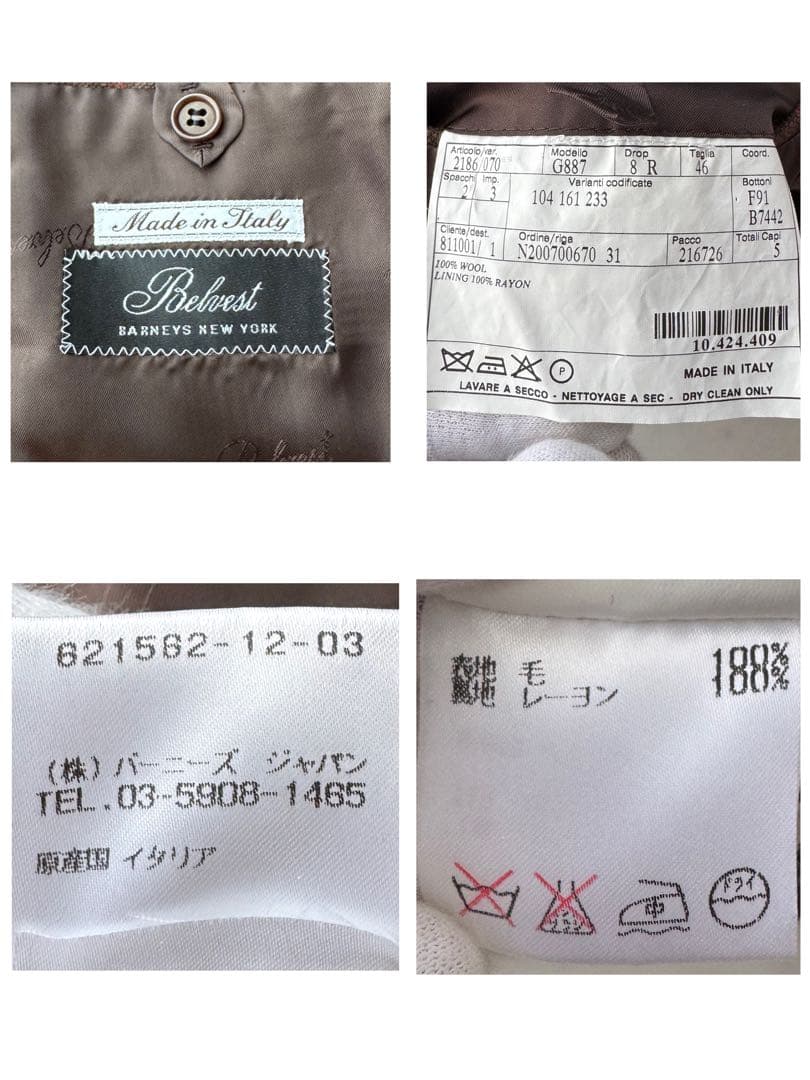 Made in Italy
Belvest
BARNEYS NEW YORK
Articolo/var. Modello Drop Taglia Coord.
2186/070 G887 8 R 46
Spacchi Imp. Varianti codificate Bottoni
2 3 104 161 233 F91
B7442
Cliente/dest. Ordine/riga Pacco Totali Capi
811001/ 1 N200700670 31 216726 5
100% WOOL
LINING 100% RAYON
10.424.409
MADE IN ITALY
P
LAVARE A SECCO - NETTOYAGE A SEC - DRY CLEAN ONLY
621562-12-03
(株)バーニーズ ジャパン
TEL.03-5908-1465
原産国 イタリア
表地 毛 100%
裏地 レーヨン 100%
中
ドライ